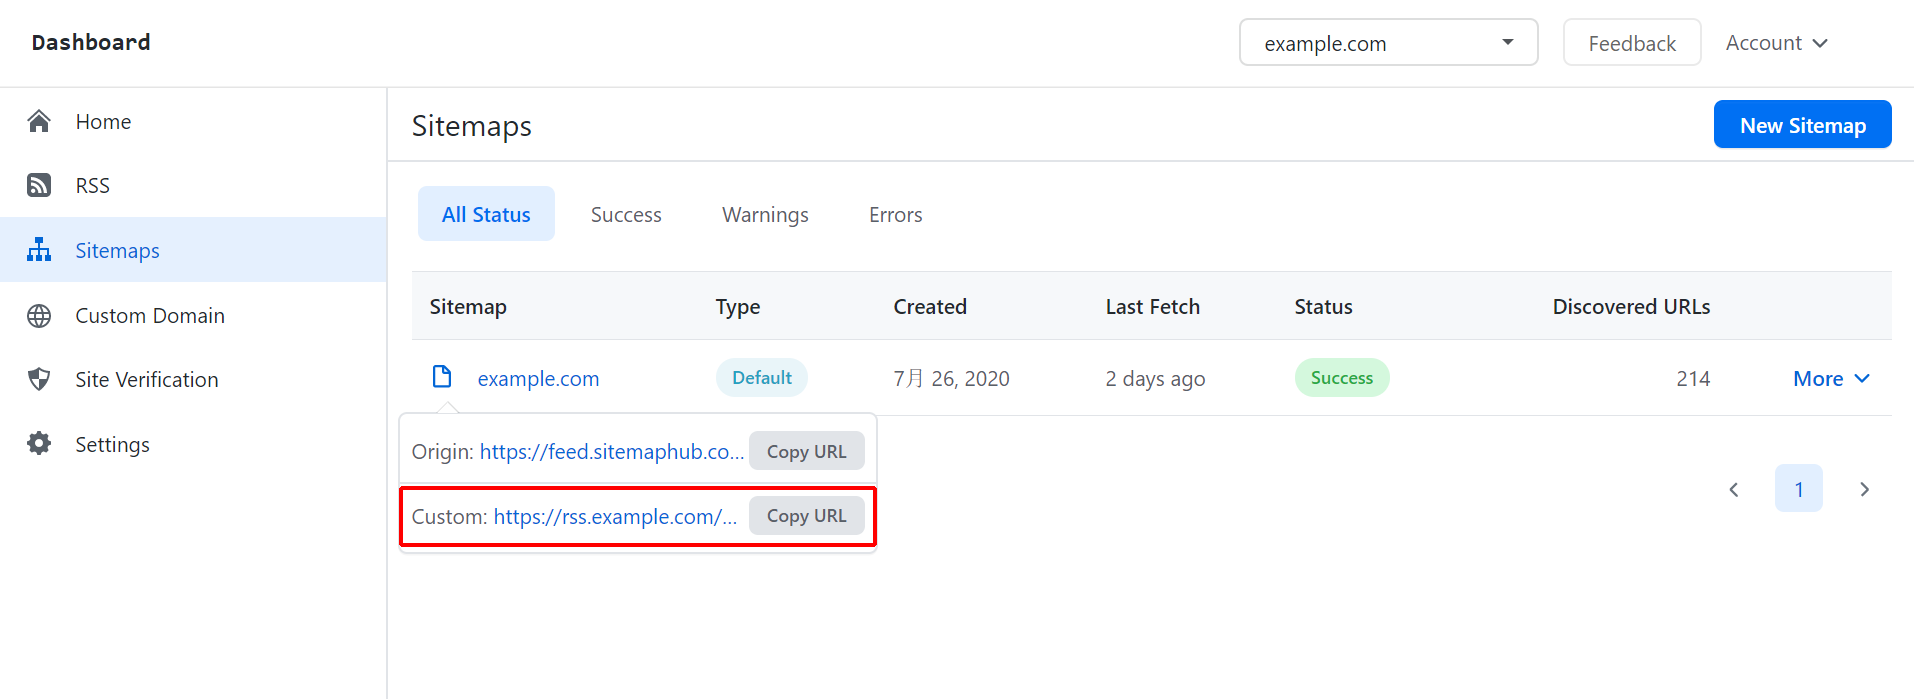 Dashboard
example.com
Feedback
Account
Home
RSS
Sitemaps
Custom Domain
Site Verification
Settings
Sitemaps
New Sitemap
All Status
Success
Warnings
Errors
Sitemap Type Created Last Fetch Status Discovered URLs
example.com Default 7月 26, 2020 2 days ago Success 214 More
Origin: https://feed.sitemaphub.co... Copy URL
Custom: https://rss.example.com/... Copy URL
1